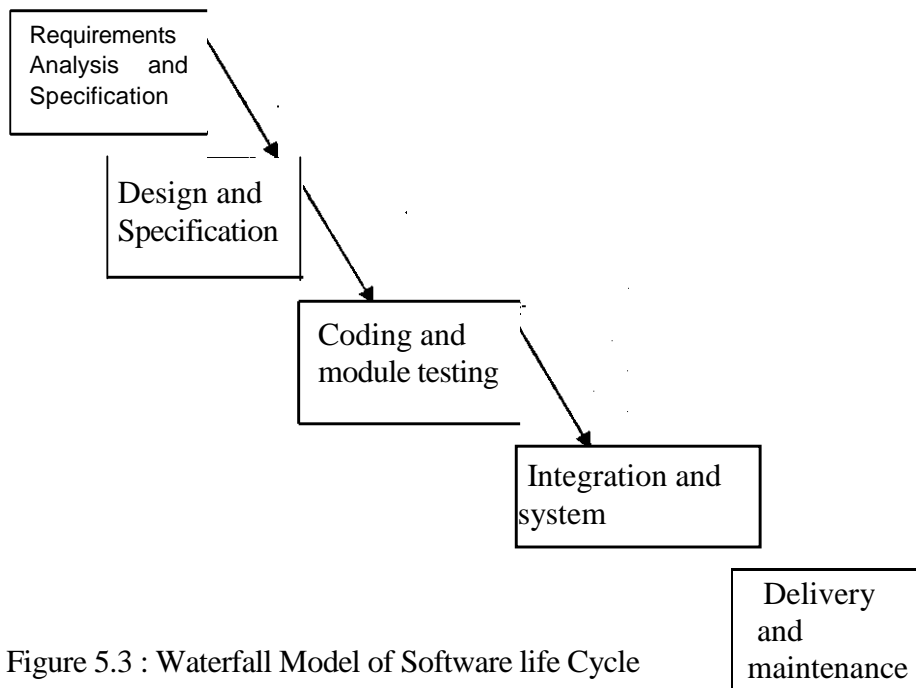 Requirements
Analysis and
Specification
Design and
Specification
Coding and
module testing
Integration and
system
Delivery
and
maintenance
Figure 5.3 : Waterfall Model of Software life Cycle